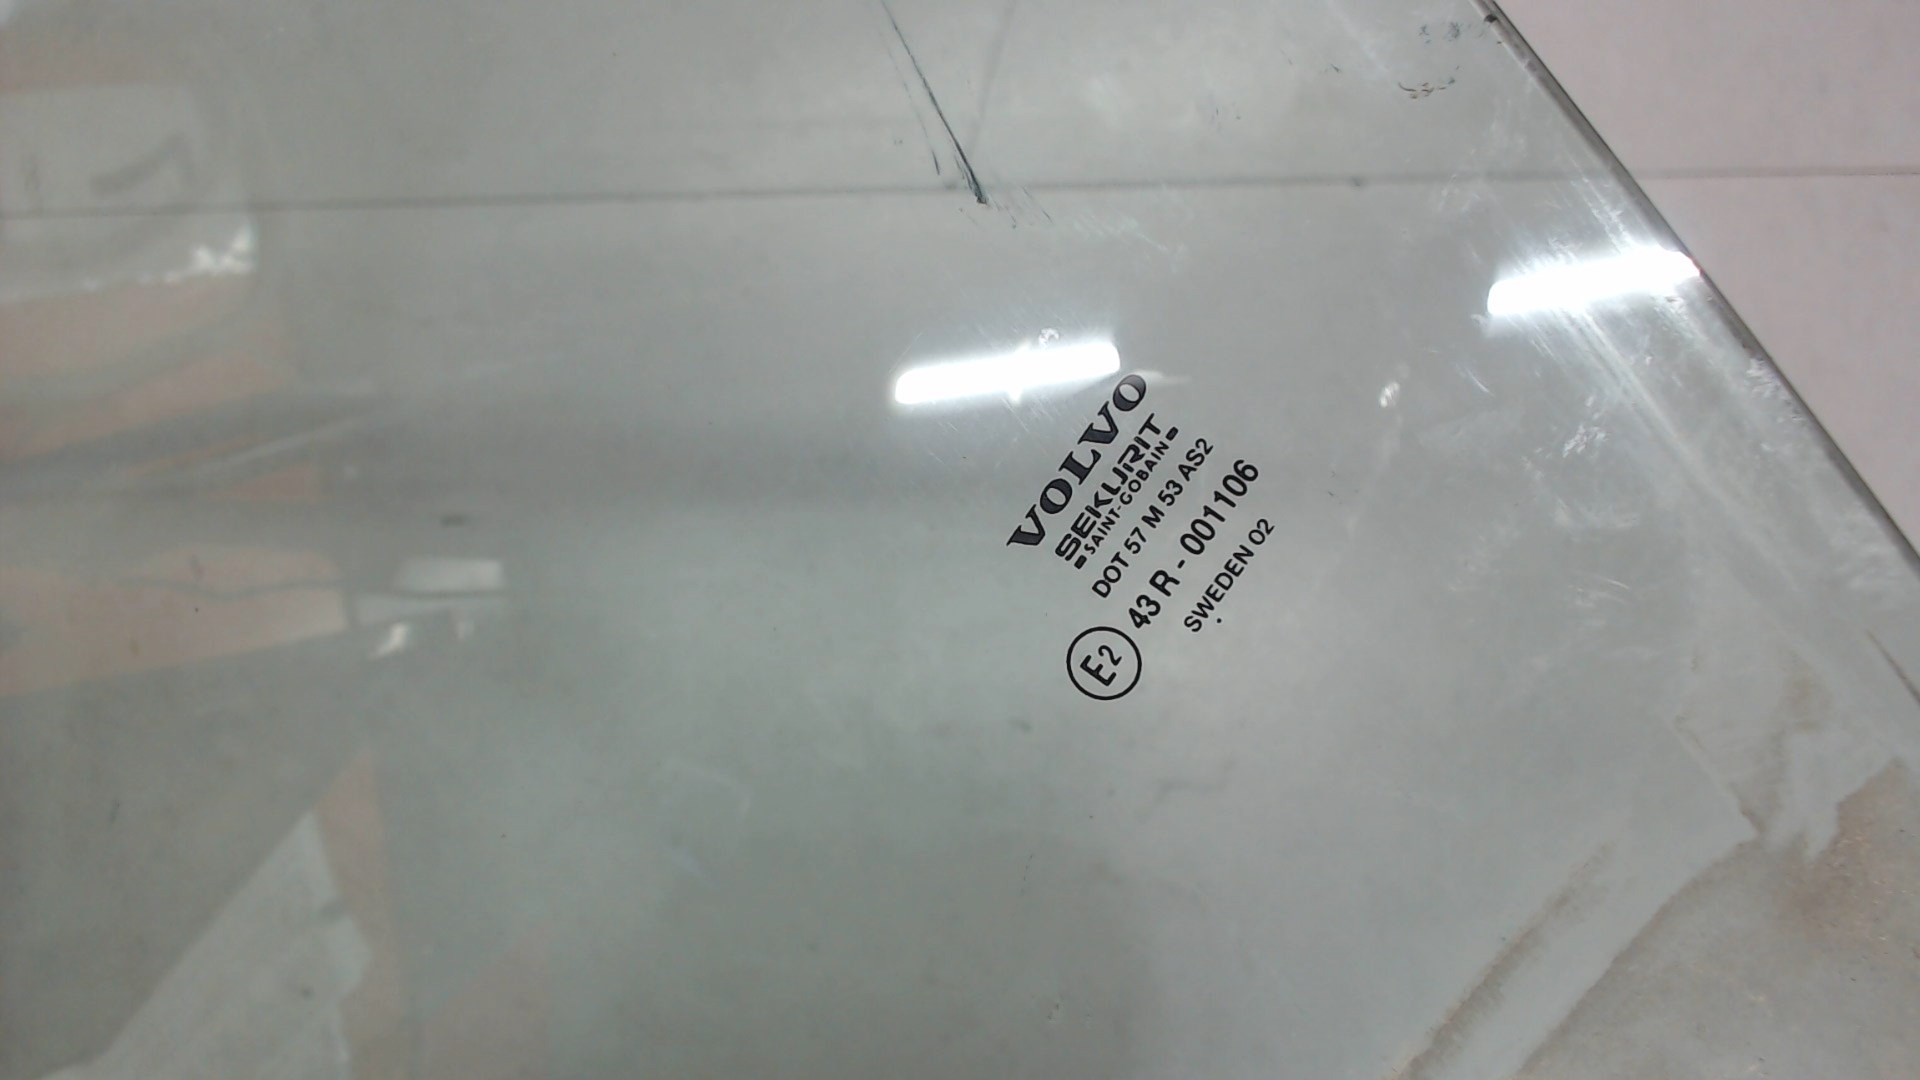 VOLVO
SEKURIT
SAINT-GOBAIN
DOT 57 M 53 AS2
E2 43 R - 001106
SWEDEN 02
.